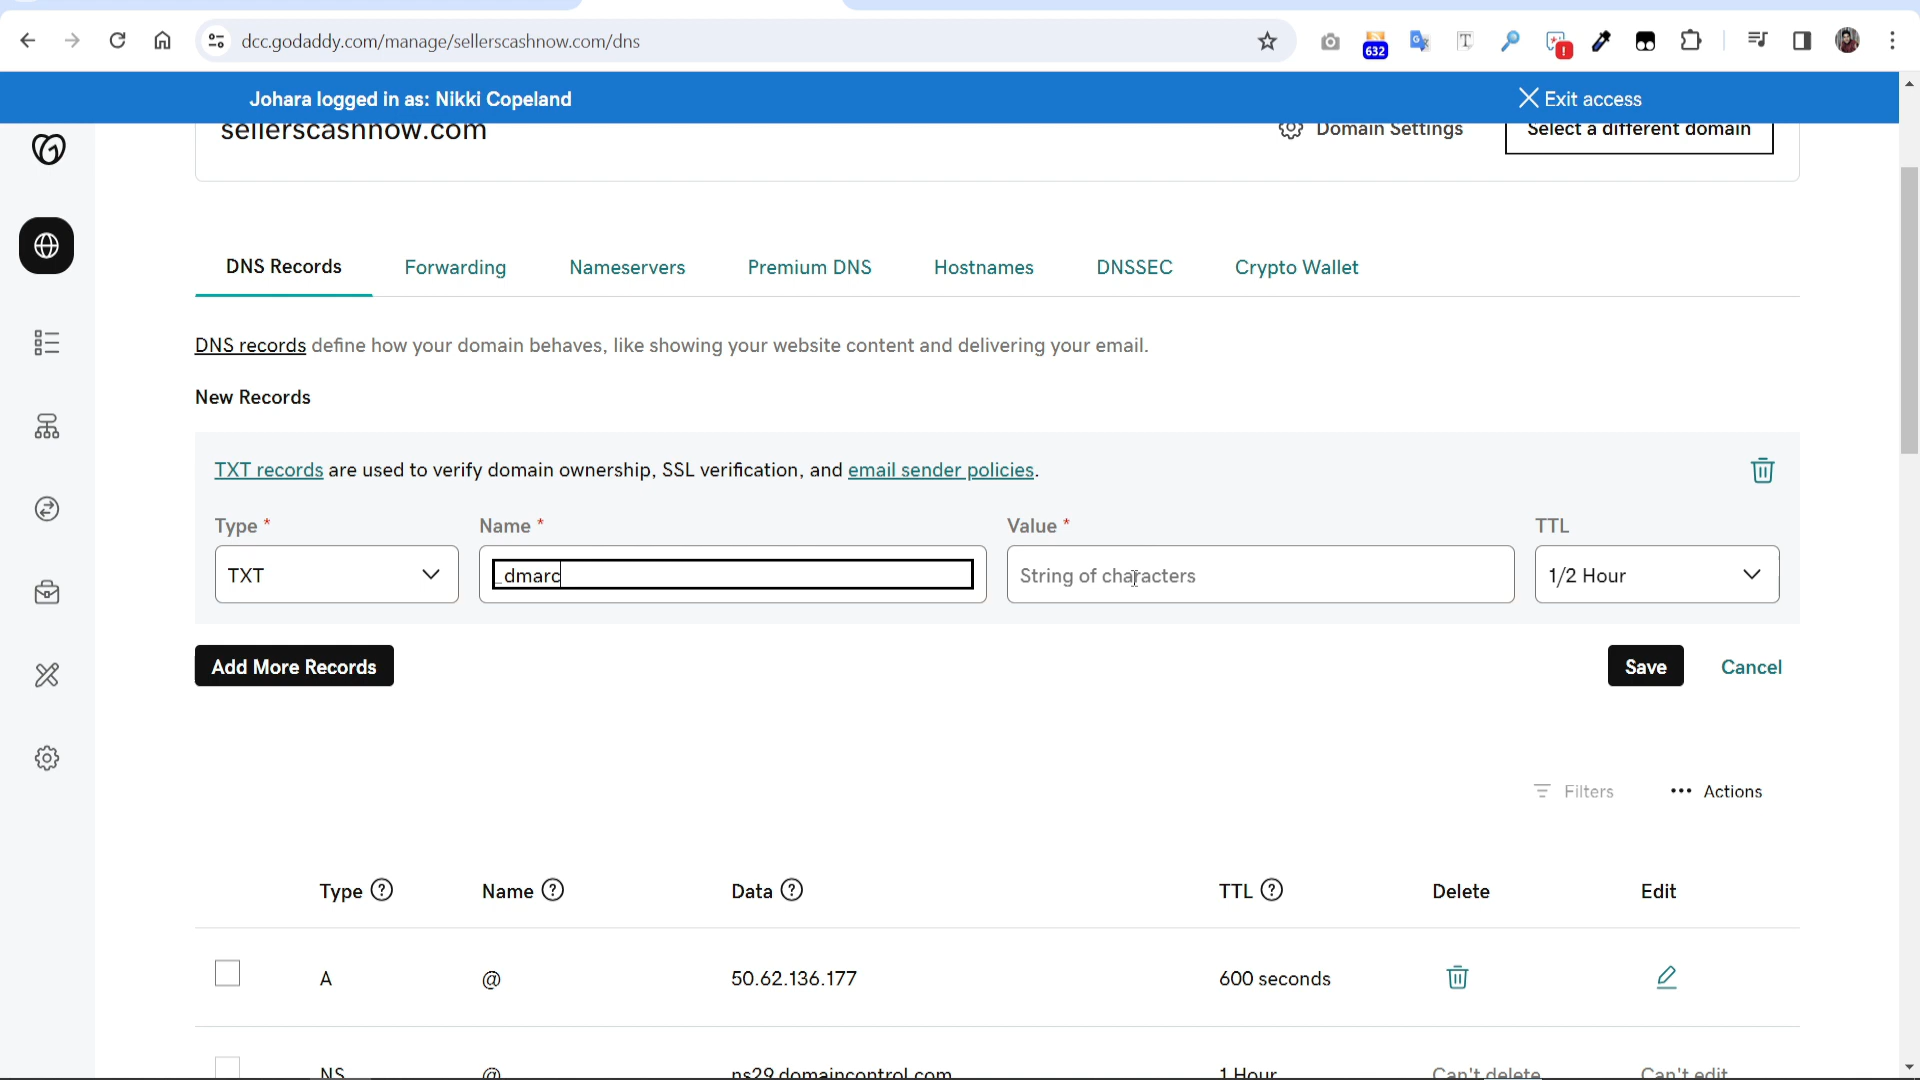 dcc.godaddy.com/manage/sellerscashnow.com/dns
632
!
Johara logged in as: Nikki Copeland
Exit access
sellerscashnow.com
Domain Settings
Select a different domain
DNS Records
Forwarding
Nameservers
Premium DNS
Hostnames
DNSSEC
Crypto Wallet
DNS records define how your domain behaves, like showing your website content and delivering your email.
New Records
TXT records are used to verify domain ownership, SSL verification, and email sender policies.
Type *
Name *
Value *
TTL
TXT
_dmarc
String of characters
1/2 Hour
Add More Records
Save
Cancel
Filters
Actions
Type
Name
Data
TTL
Delete
Edit
A
@
50.62.136.177
600 seconds
NS
@
ns29.domaincontrol.com
1 Hour
Can't delete
Can't edit